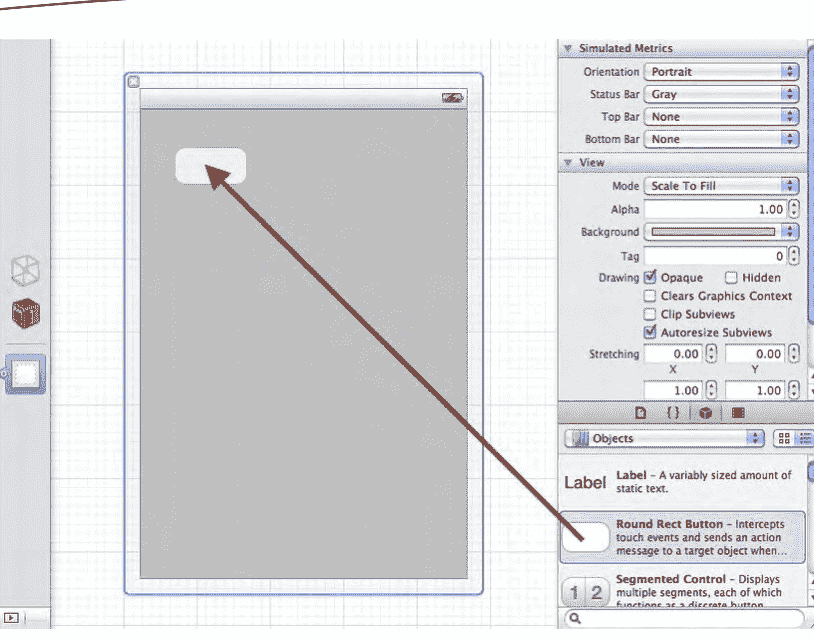 Simulated Metrics
Orientation Portrait
Status Bar Gray
Top Bar None
Bottom Bar None
View
Mode Scale To Fill
Alpha 1.00
Background
Tag 0
Drawing Opaque Hidden
Clears Graphics Context
Clip Subviews
Autoresize Subviews
Stretching 0.00 0.00
X Y
1.00 1.00
{}
Objects
Label Label – A variably sized amount of
static text.
Round Rect Button – Intercepts
touch events and sends an action
message to a target object when...
Segmented Control – Displays
1 2 multiple segments, each of which
functions as a discrete button